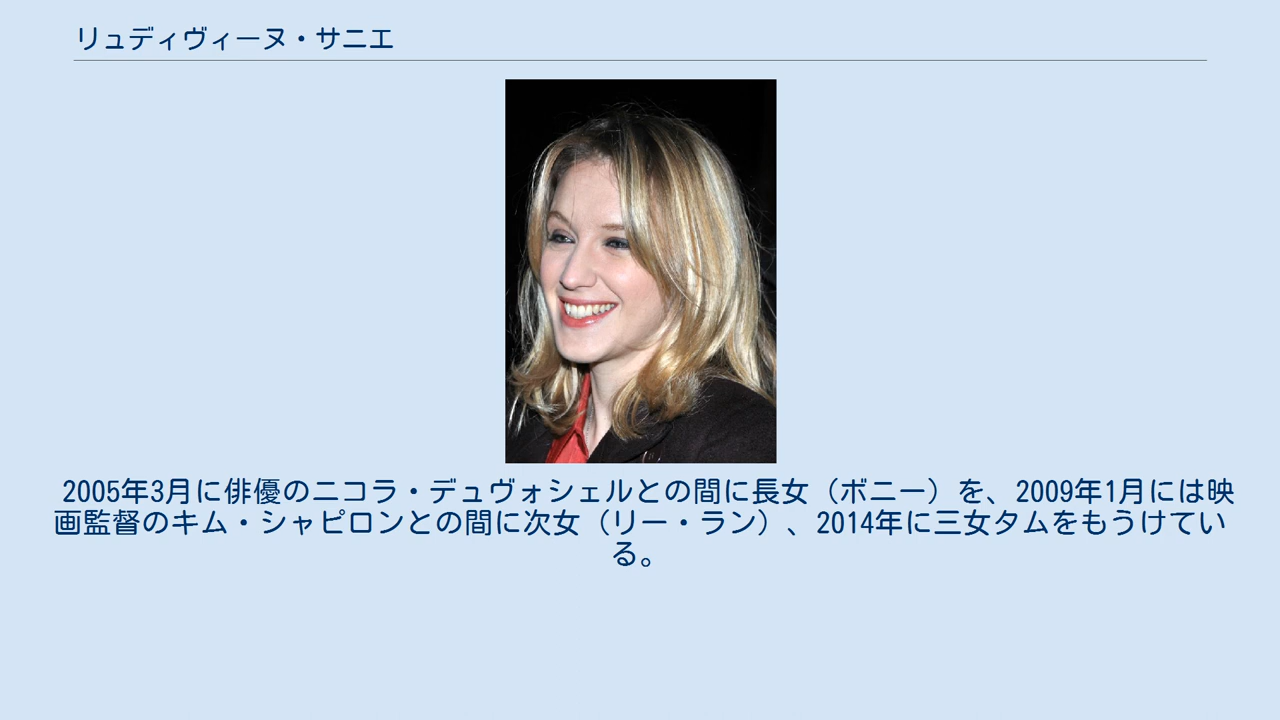 リュディヴィーヌ・サニエ
2005年3月に俳優のニコラ・デュヴォシェルとの間に長女（ボニー）を、2009年1月には映
画監督のキム・シャピロンとの間に次女（リー・ラン）、2014年に三女タムをもうけてい
る。